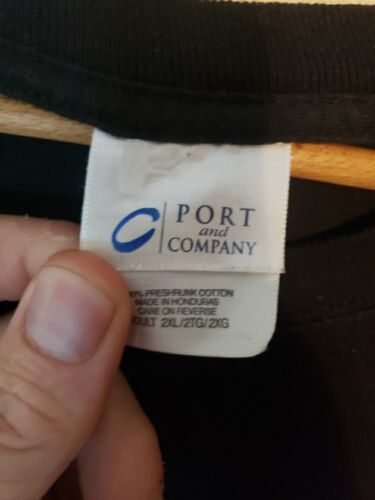 PORT
and
COMPANY
PRESHRUNK COTTON
MADE IN HONDURAS
CARE ON REVERSE
2XL/2TG/2XG